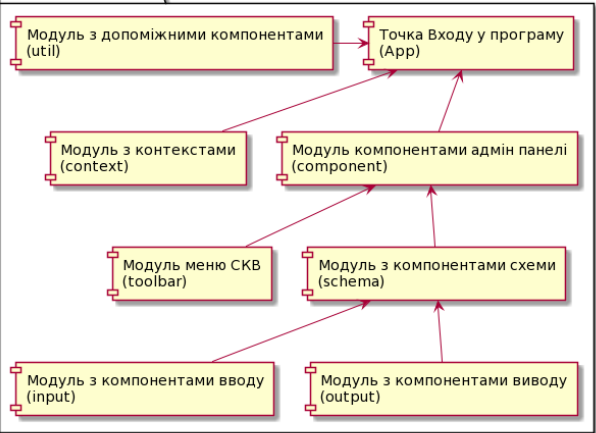 Модуль з допоміжними компонентами
(util)
Точка Входу у програму
(App)
Модуль з контекстами
(context)
Модуль компонентами адмін панелі
(component)
Модуль меню СКВ
(toolbar)
Модуль з компонентами схеми
(schema)
Модуль з компонентами вводу
(input)
Модуль з компонентами виводу
(output)